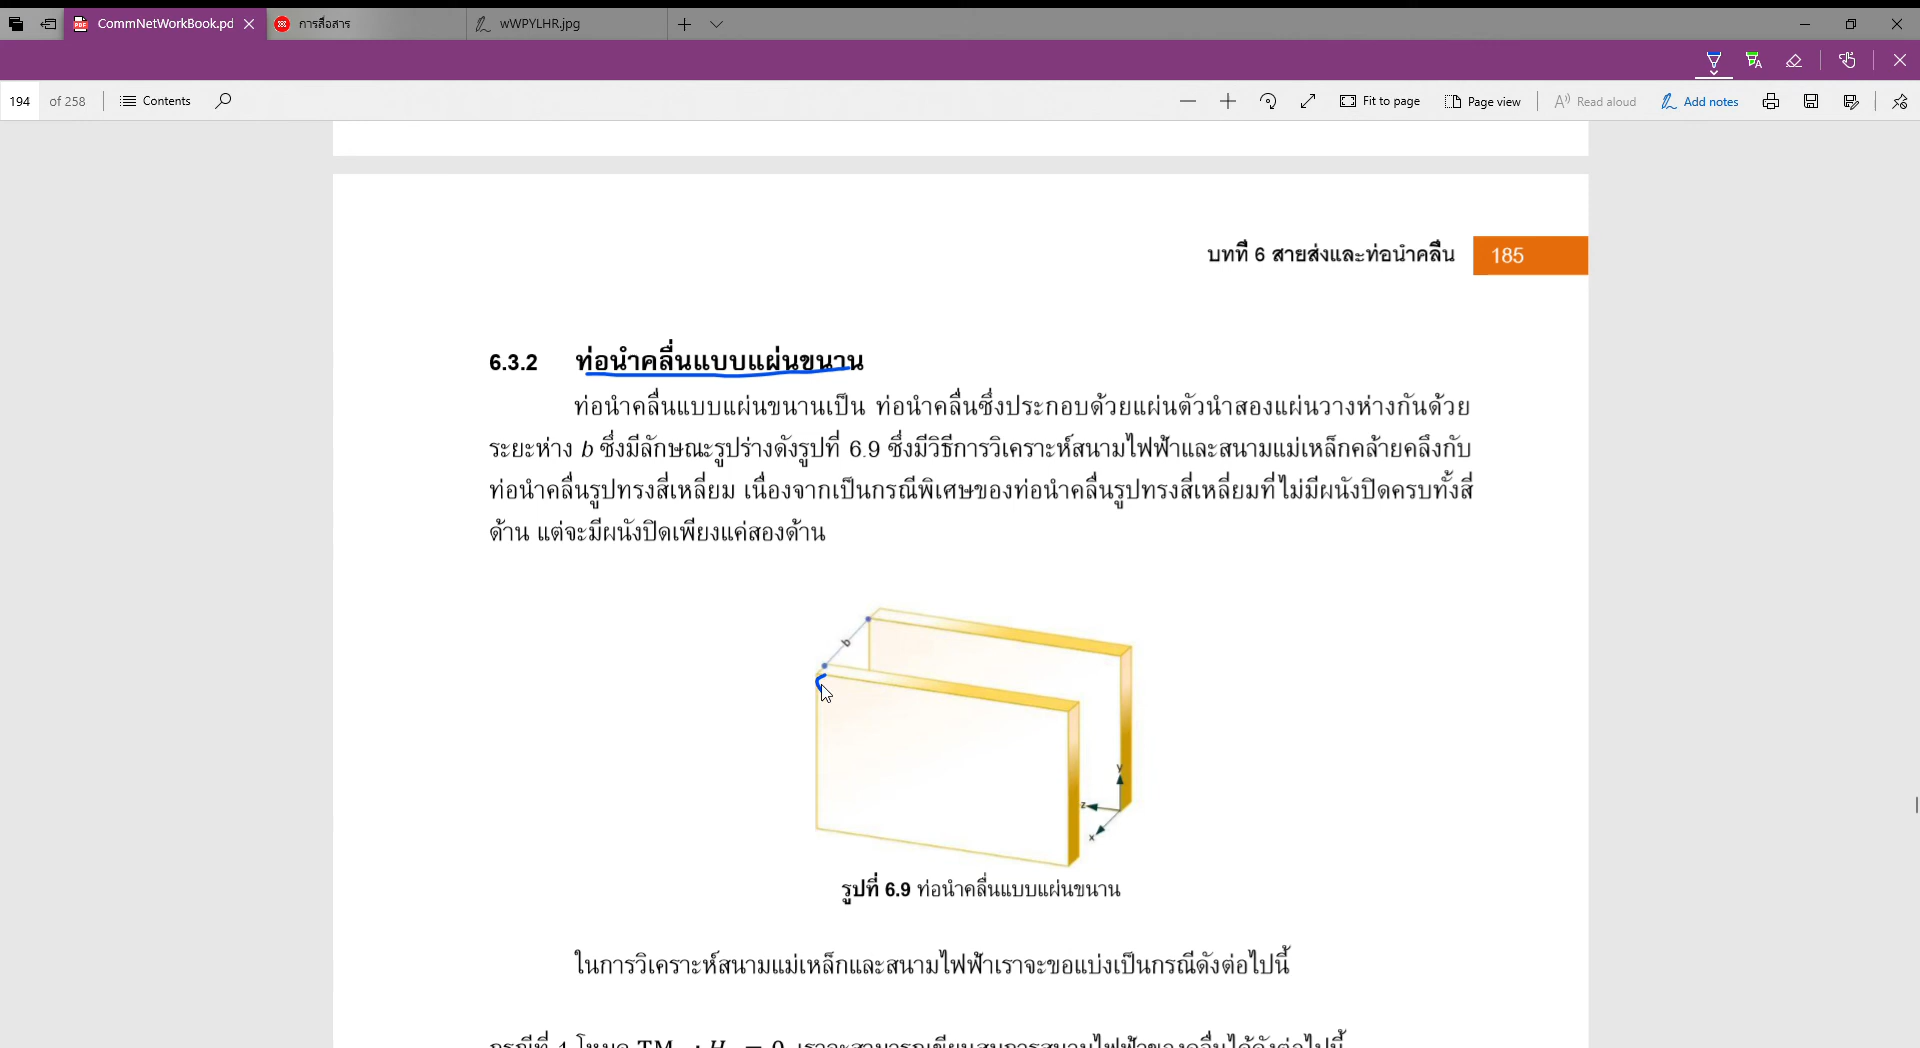 CommNetWorkBook.pd
การสื่อสาร
wWPYLHR.jpg
194 of 258
Contents
Fit to page
Page view
Read aloud
Add notes
บทที่ 6 สายส่งและท่อนำคลื่น 185
6.3.2 ท่อนำคลื่นแบบแผ่นขนาน
ท่อนำคลื่นแบบแผ่นขนานเป็น ท่อนำคลื่นซึ่งประกอบด้วยแผ่นตัวนำสองแผ่นวางห่างกันด้วย
ระยะห่าง b ซึ่งมีลักษณะรูปร่างดังรูปที่ 6.9 ซึ่งมีวิธีการวิเคราะห์สนามไฟฟ้าและสนามแม่เหล็กคล้ายคลึงกับ
ท่อนำคลื่นรูปทรงสี่เหลี่ยม เนื่องจากเป็นกรณีพิเศษของท่อนำคลื่นรูปทรงสี่เหลี่ยมที่ไม่มีผนังปิดครบทั้งสี่
ด้าน แต่จะมีผนังปิดเพียงแค่สองด้าน
b
y
z
x
รูปที่ 6.9 ท่อนำคลื่นแบบแผ่นขนาน
ในการวิเคราะห์สนามแม่เหล็กและสนามไฟฟ้าเราจะขอแบ่งเป็นกรณีดังต่อไปนี้